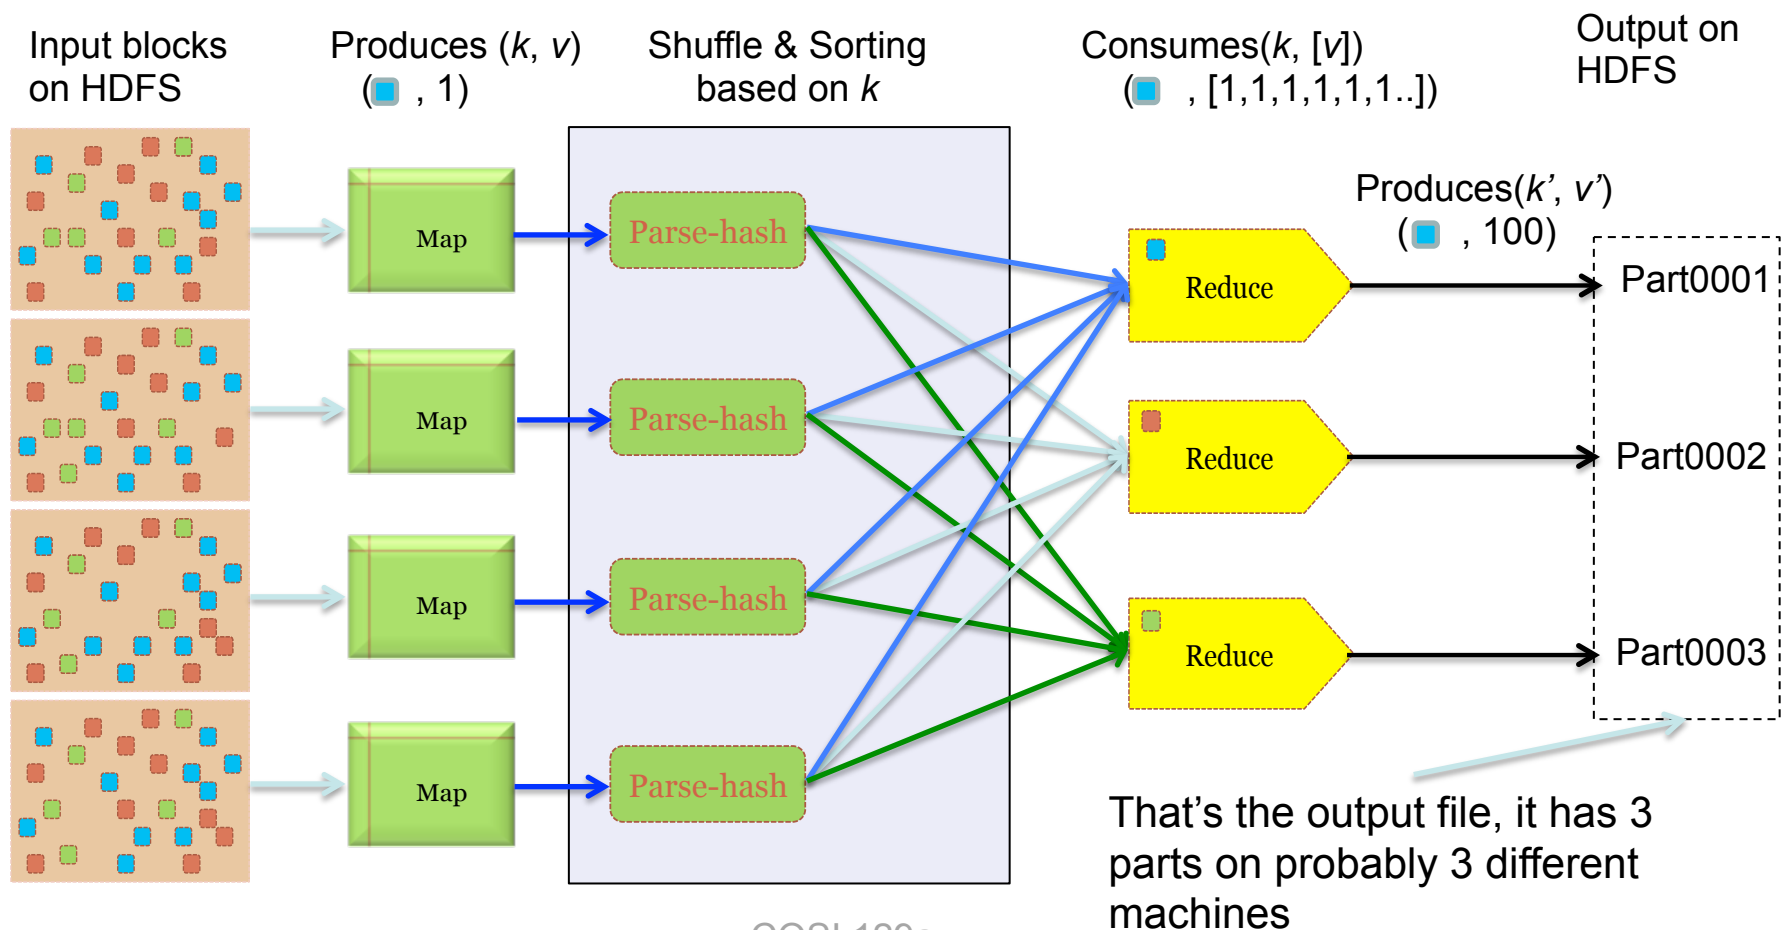 Input blocks
on HDFS
Produces (k, v)
( , 1)
Shuffle & Sorting
based on k
Consumes(k, [v])
( , [1,1,1,1,1,1..])
Output on
HDFS
Produces(k’, v’)
( , 100)
Map
Parse-hash
Reduce
Part0001
Map
Parse-hash
Reduce
Part0002
Map
Parse-hash
Reduce
Part0003
Map
Parse-hash
That’s the output file, it has 3
parts on probably 3 different
machines